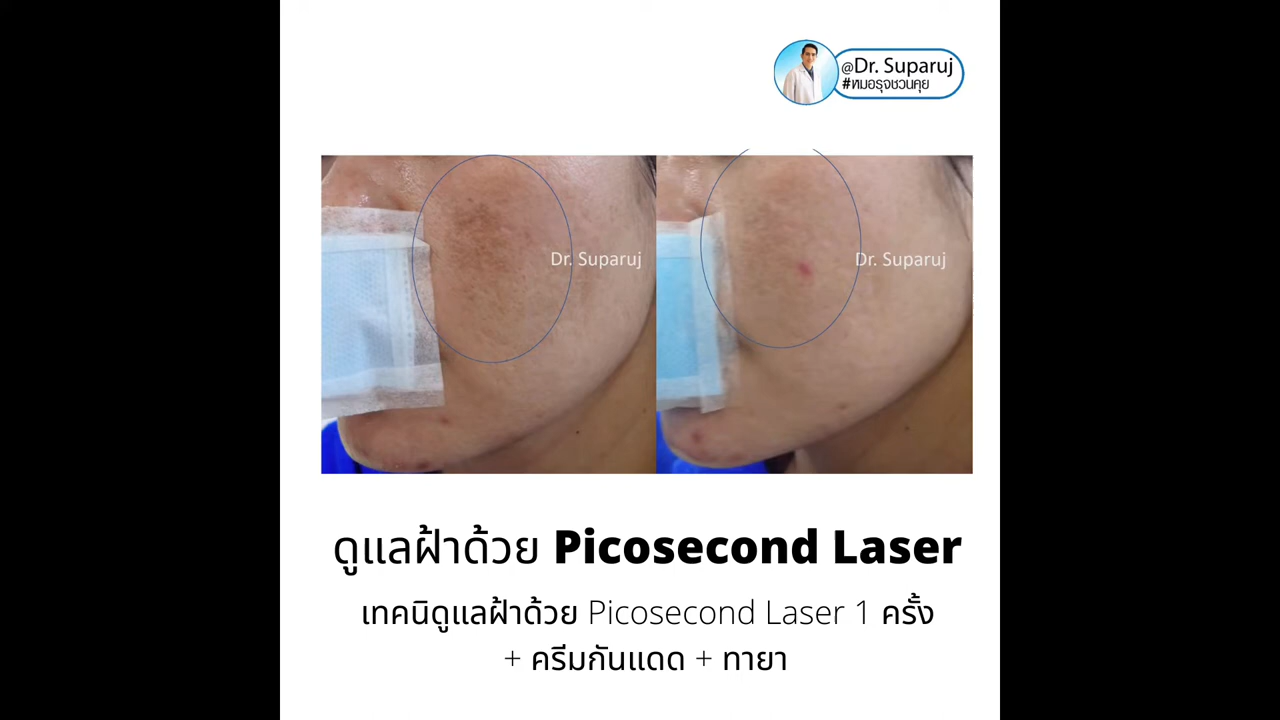 @Dr. Suparuj
#หมอรุจชวนคุย
Dr. Suparuj
Dr. Suparuj
ดูแลฝ้าด้วย Picosecond Laser
เทคนิดูแลฝ้าด้วย Picosecond Laser 1 ครั้ง
+ ครีมกันแดด + ทายา